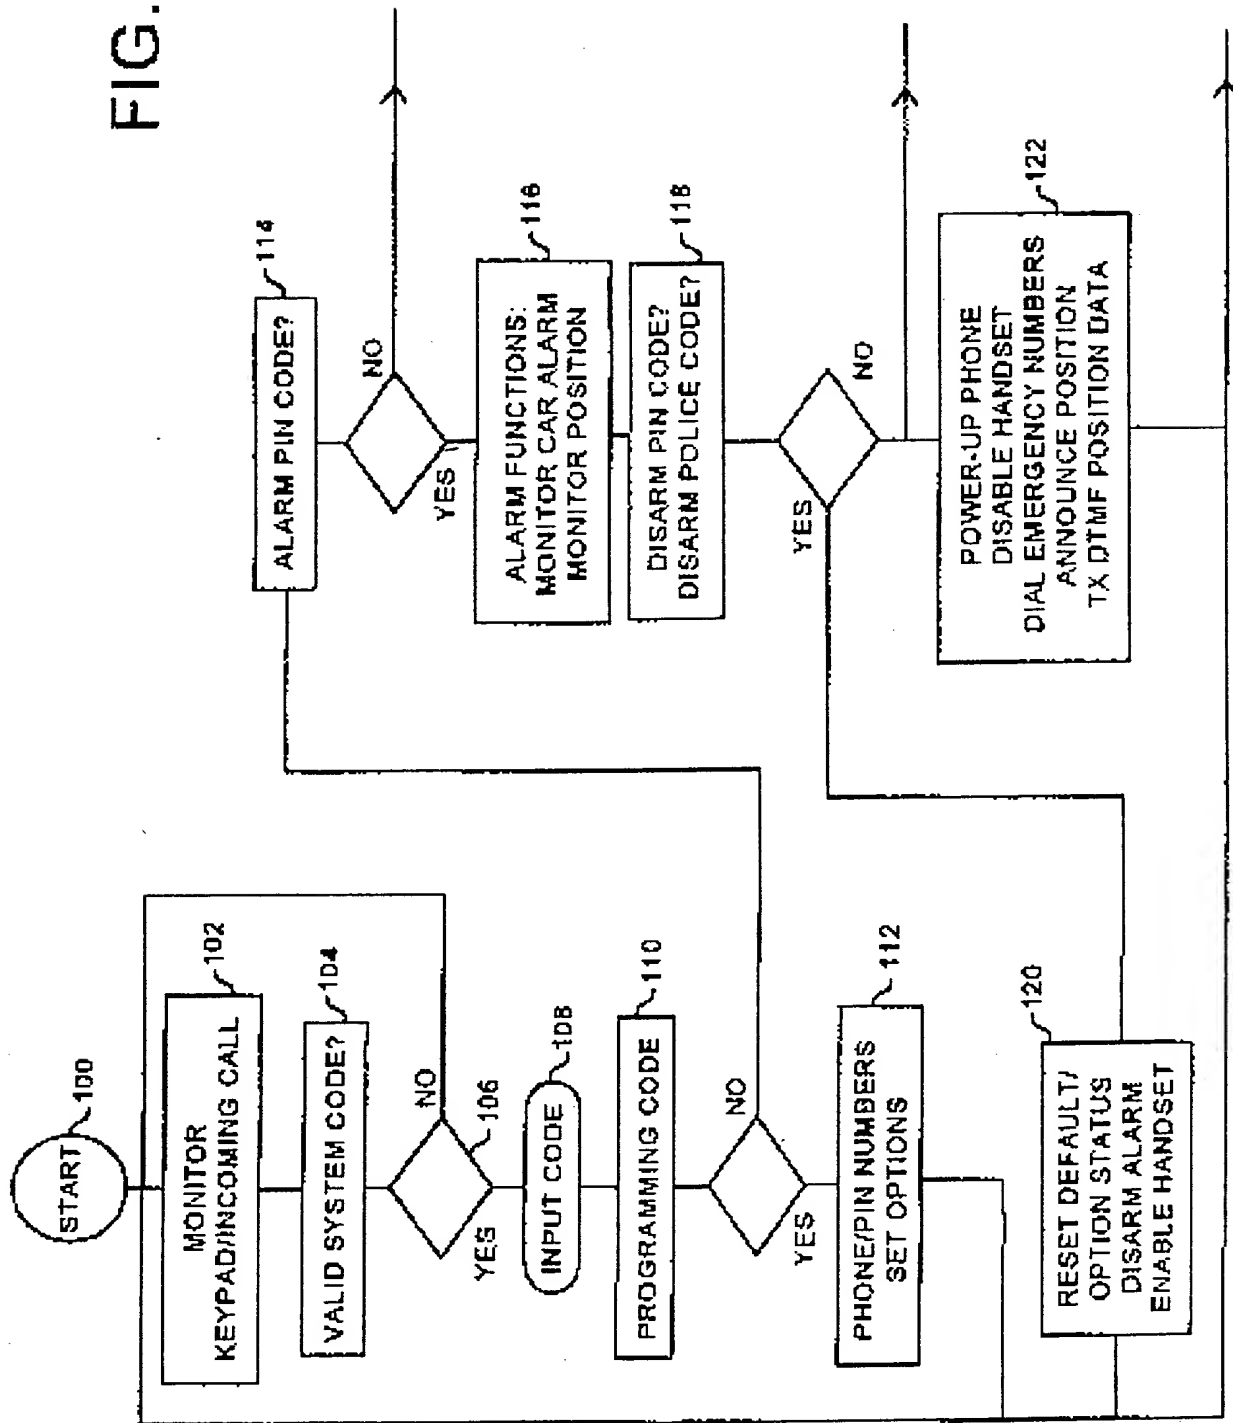 FIG.
START
100
MONITOR
KEYPAD/INCOMING CALL
102
VALID SYSTEM CODE?
104
NO
106
YES
INPUT CODE
108
PROGRAMMING CODE
110
NO
YES
PHONE/PIN NUMBERS
SET OPTIONS
112
RESET DEFAULT/
OPTION STATUS
DISARM ALARM
ENABLE HANDSET
120
ALARM PIN CODE?
114
NO
YES
ALARM FUNCTIONS:
MONITOR CAR ALARM
MONITOR POSITION
116
DISARM PIN CODE?
DISARM POLICE CODE?
118
YES
NO
POWER-UP PHONE
DISABLE HANDSET
DIAL EMERGENCY NUMBERS
ANNOUNCE POSITION
TX DTMF POSITION DATA
122